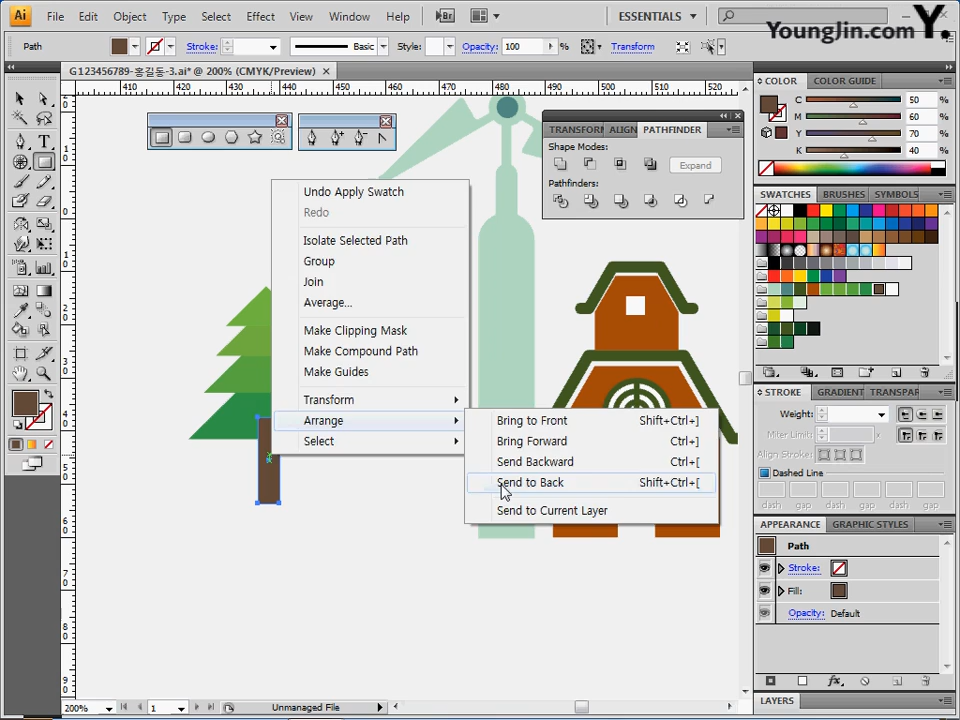 Ai File Edit Object Type Select Effect View Window Help Br ESSENTIALS
YoungJin.com Y.
Path Stroke: Basic Style: Opacity: 100 % Transform
G123456789-홍길동-3.ai* @ 200% (CMYK/Preview)
410 420 430 440 450 460 470 480 490 500 510 520
COLOR COLOR GUIDE
C 50 %
M 60 %
Y 70 %
K 40 %
TRANSFORM ALIGN PATHFINDER
Shape Modes:
Expand
Pathfinders:
SWATCHES BRUSHES SYMBOLS
Undo Apply Swatch
Redo
Isolate Selected Path
Group
Join
Average...
Make Clipping Mask
Make Compound Path
Make Guides
Transform
Arrange
Select
Bring to Front Shift+Ctrl+]
Bring Forward Ctrl+]
Send Backward Ctrl+[
Send to Back Shift+Ctrl+[
Send to Current Layer
STROKE GRADIENT TRANSPAR
Weight:
Miter Limit: x
Align Stroke:
Dashed Line
dash gap dash gap dash gap
APPEARANCE GRAPHIC STYLES
Path
Stroke:
Fill:
Opacity: Default
fx
LAYERS
200% 1 Unmanaged File